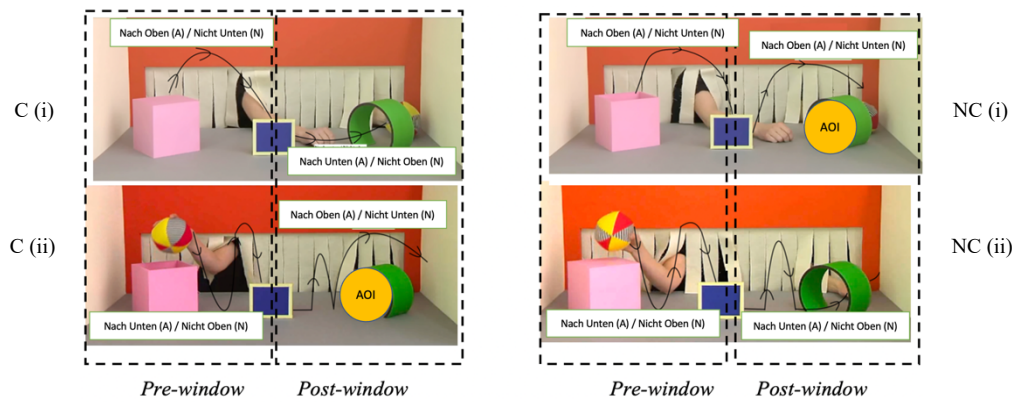 Nach Oben (A) / Nicht Unten (N)
C (i)
Nach Unten (A) / Nicht Oben (N)
Nach Oben (A) / Nicht Unten (N)
C (ii)
AOI
Nach Unten (A) / Nicht Oben (N)
Pre-window
Post-window
Nach Oben (A) / Nicht Unten (N)
Nach Oben (A) / Nicht Unten (N)
NC (i)
AOI
NC (ii)
Nach Unten (A) / Nicht Oben (N)
Nach Unten (A) / Nicht Oben (N)
Pre-window
Post-window